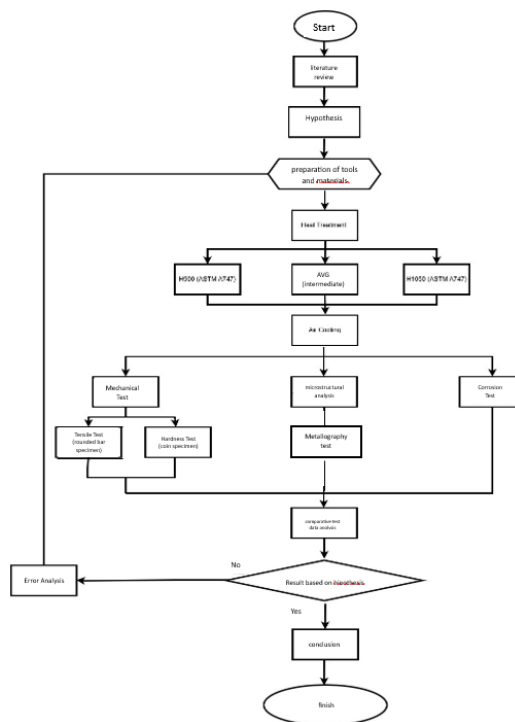 Start
literature
review
Hypothesis
preparation of tools
and materials
Heat Treatment
H900 (ASTM A747)
AVG
(intermediate)
H1050 (ASTM A747)
Air Cooling
Mechanical
Test
microstructural
analysis
Corrosion
Test
Tensile Test
(rounded bar
specimen)
Hardness Test
(coin specimen)
Metallography
test
comparative test
data analysis
No
Error Analysis
Result based on
Yes
conclusion
finish